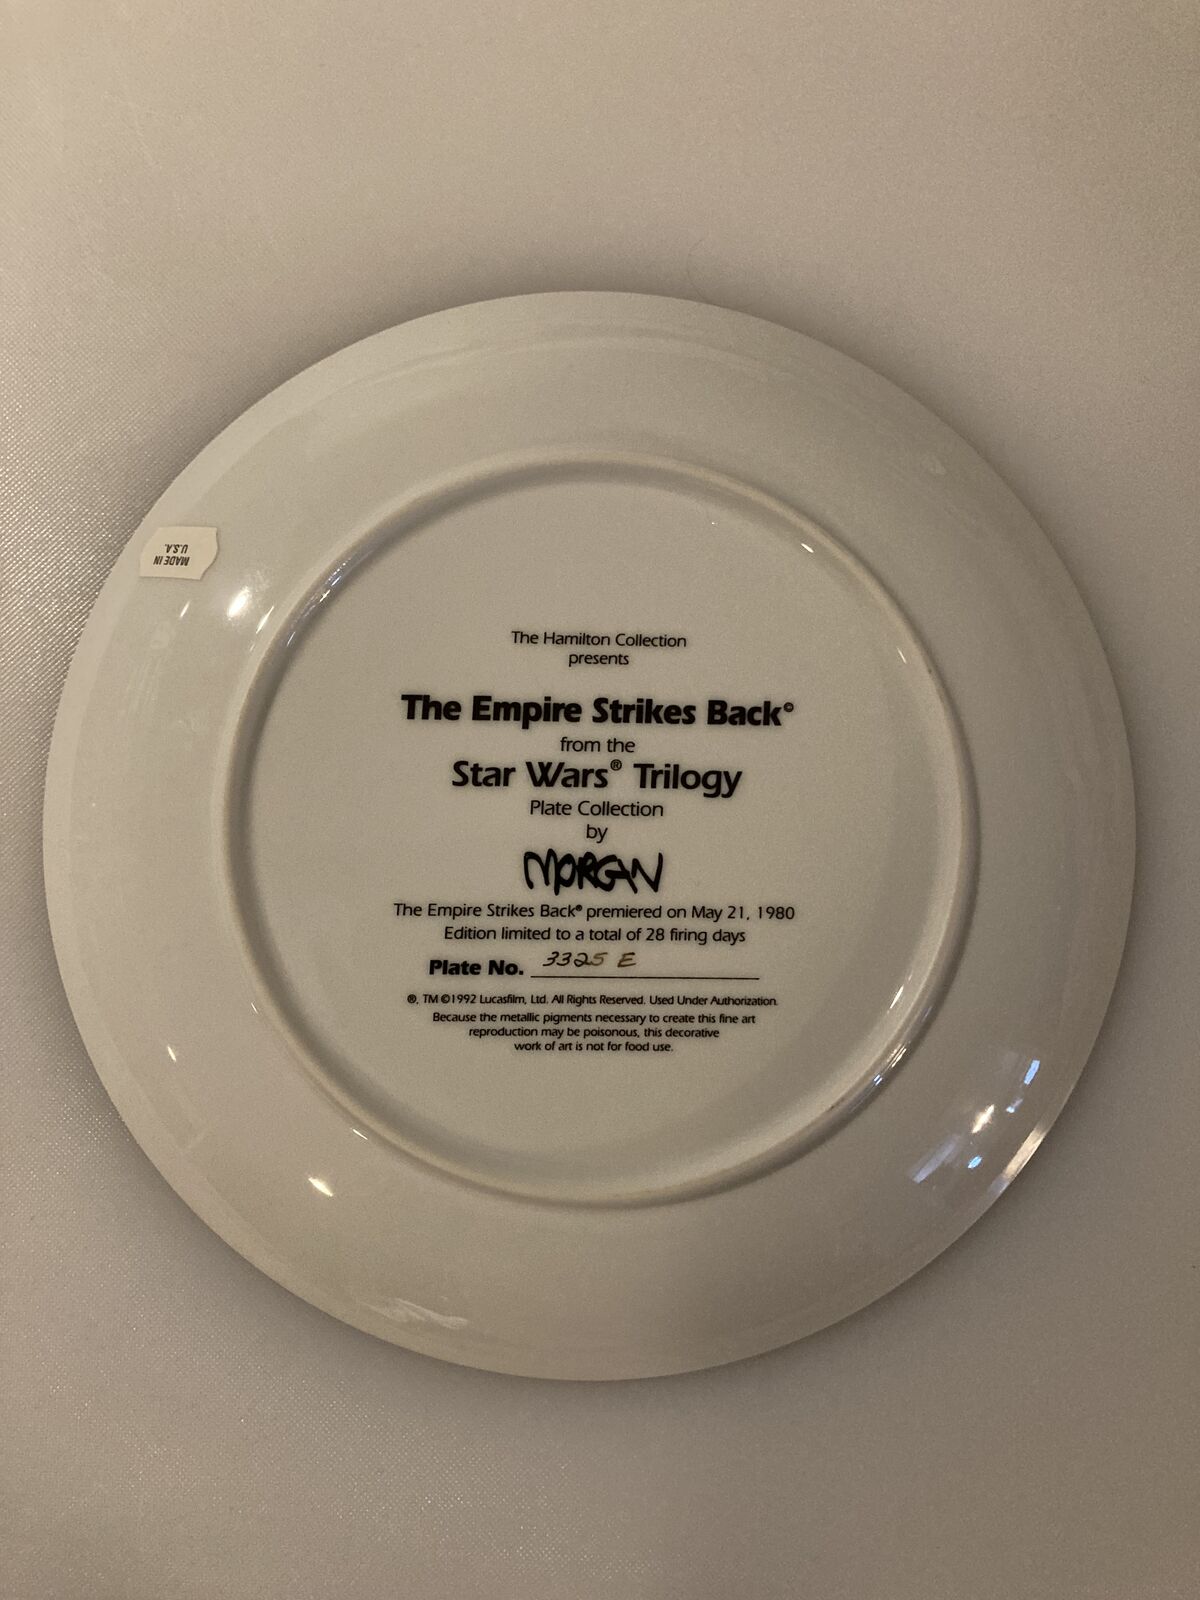 MADE IN
U.S.A.
The Hamilton Collection
presents
The Empire Strikes Back®
from the
Star Wars® Trilogy
Plate Collection
by
MORGAN
The Empire Strikes Back® premiered on May 21, 1980
Edition limited to a total of 28 firing days
Plate No. 3325 E
®, TM ©1992 Lucasfilm, Ltd. All Rights Reserved. Used Under Authorization.
Because the metallic pigments necessary to create this fine art
reproduction may be poisonous, this decorative
work of art is not for food use.